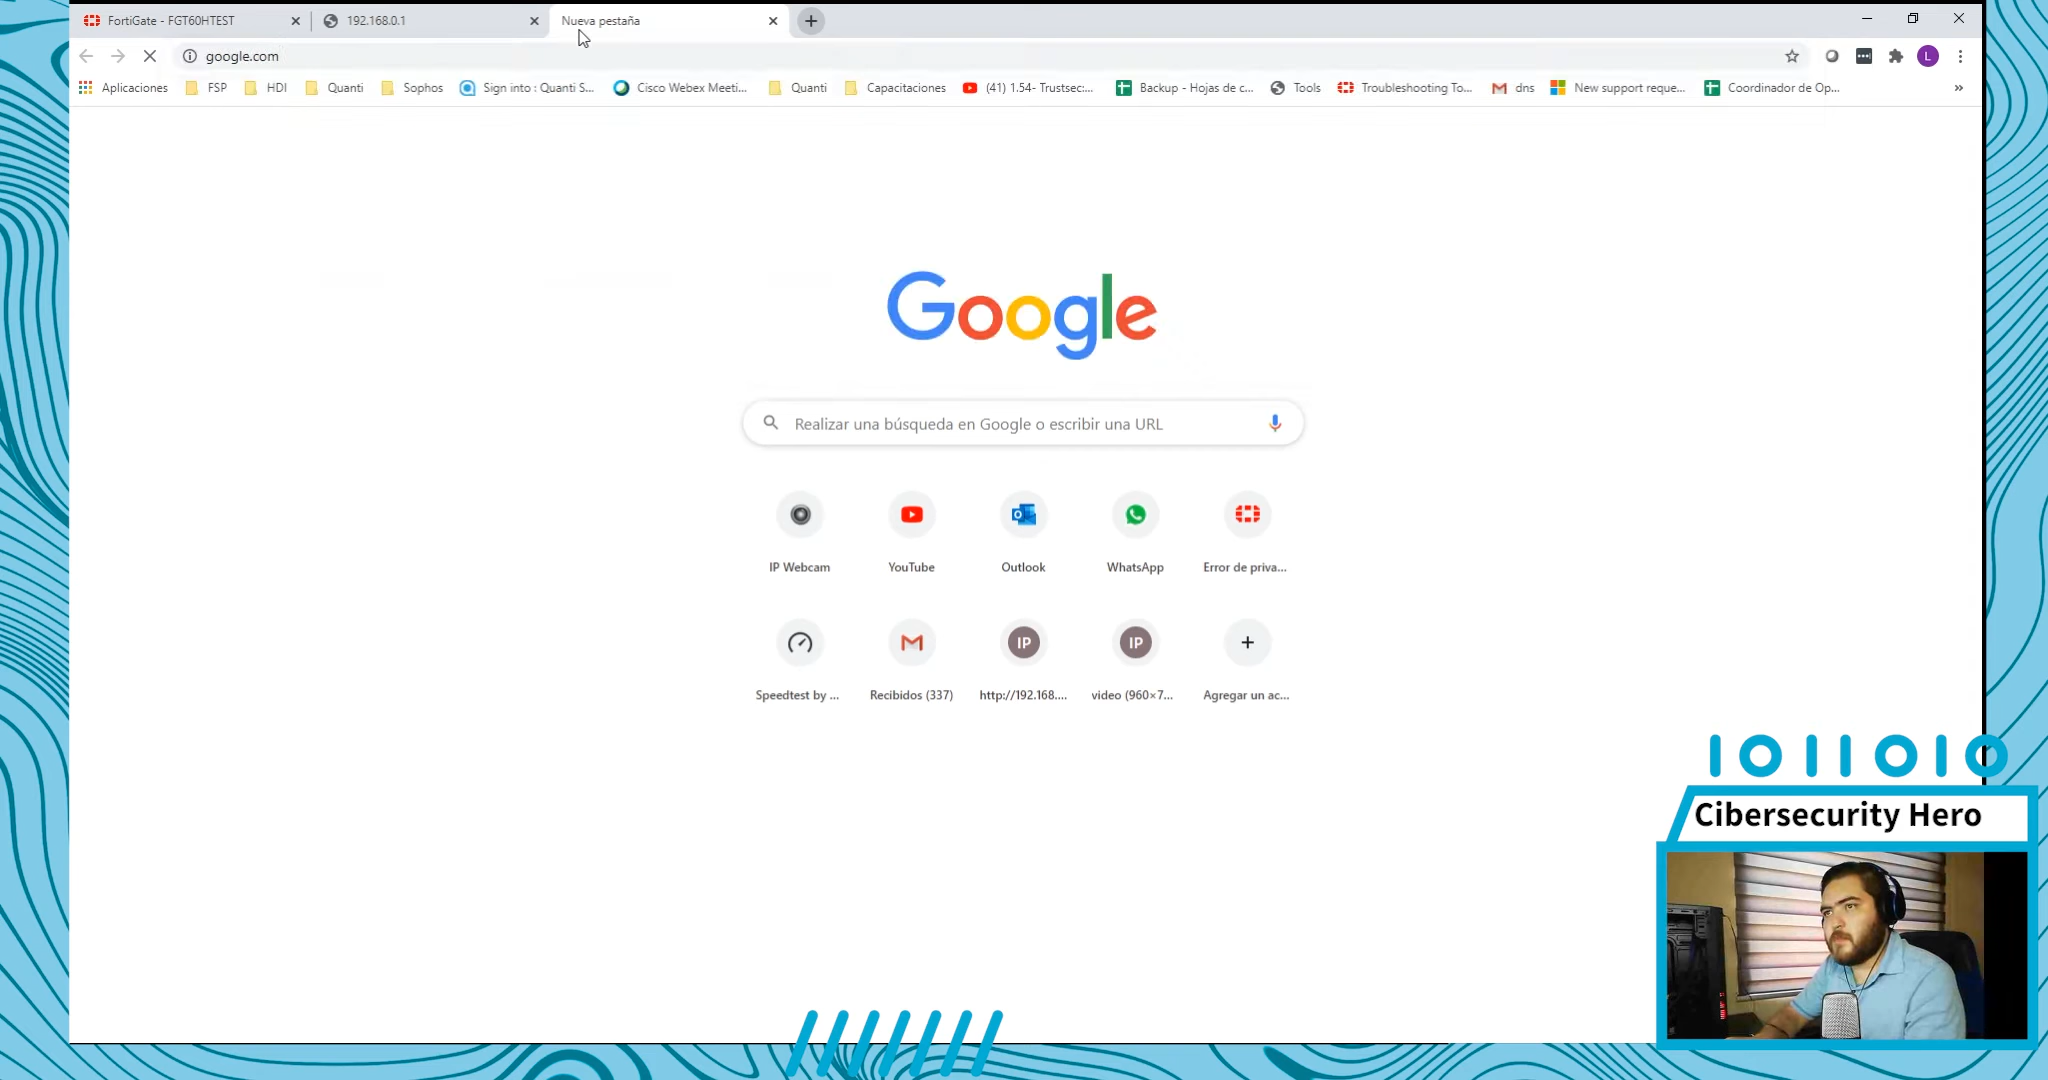 FortiGate - FGT60HTEST
192.168.0.1
Nueva pestaña
google.com
L
Aplicaciones
FSP
HDI
Quanti
Sophos
Sign into : Quanti S...
Cisco Webex Meeti...
Quanti
Capacitaciones
(41) 1.54- Trustsec:...
Backup - Hojas de c...
Tools
Troubleshooting To...
dns
New support reque...
Coordinador de Op...
»
Google
Realizar una búsqueda en Google o escribir una URL
IP Webcam
YouTube
Outlook
WhatsApp
Error de priva...
IP
IP
Speedtest by ...
Recibidos (337)
http://192.168....
video (960×7...
Agregar un ac...
1011010
Cibersecurity Hero